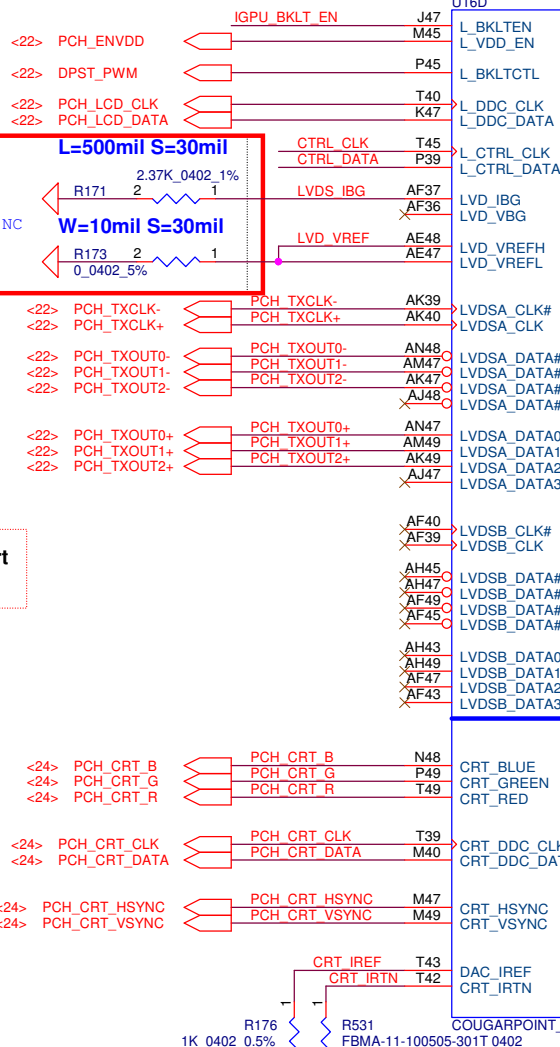 U16D
IGPU_BKLT_EN J47 L_BKLTEN
<22> PCH_ENVDD M45 L_VDD_EN
<22> DPST_PWM P45 L_BKLTCTL
<22> PCH_LCD_CLK T40 L_DDC_CLK
<22> PCH_LCD_DATA K47 L_DDC_DATA
L=500mil S=30mil
CTRL_CLK T45 L_CTRL_CLK
CTRL_DATA P39 L_CTRL_DATA
2.37K_0402_1%
R171 2 1 LVDS_IBG AF37 LVD_IBG
AF36 LVD_VBG
NC W=10mil S=30mil
LVD_VREF AE48 LVD_VREFH
R173 2 1 AE47 LVD_VREFL
0_0402_5%
<22> PCH_TXCLK- PCH_TXCLK- AK39 LVDSA_CLK#
<22> PCH_TXCLK+ PCH_TXCLK+ AK40 LVDSA_CLK
<22> PCH_TXOUT0- PCH_TXOUT0- AN48 LVDSA_DATA#
<22> PCH_TXOUT1- PCH_TXOUT1- AM47 LVDSA_DATA#
<22> PCH_TXOUT2- PCH_TXOUT2- AK47 LVDSA_DATA#
AJ48 LVDSA_DATA#
<22> PCH_TXOUT0+ PCH_TXOUT0+ AN47 LVDSA_DATA0
<22> PCH_TXOUT1+ PCH_TXOUT1+ AM49 LVDSA_DATA1
<22> PCH_TXOUT2+ PCH_TXOUT2+ AK49 LVDSA_DATA2
AJ47 LVDSA_DATA3
AF40 LVDSB_CLK#
AF39 LVDSB_CLK
AH45 LVDSB_DATA#
AH47 LVDSB_DATA#
AF49 LVDSB_DATA#
AF45 LVDSB_DATA#
AH43 LVDSB_DATA0
AH49 LVDSB_DATA1
AF47 LVDSB_DATA2
AF43 LVDSB_DATA3
<24> PCH_CRT_B PCH_CRT_B N48 CRT_BLUE
<24> PCH_CRT_G PCH_CRT_G P49 CRT_GREEN
<24> PCH_CRT_R PCH_CRT_R T49 CRT_RED
<24> PCH_CRT_CLK PCH_CRT_CLK T39 CRT_DDC_CLK
<24> PCH_CRT_DATA PCH_CRT_DATA M40 CRT_DDC_DAT
<24> PCH_CRT_HSYNC PCH_CRT_HSYNC M47 CRT_HSYNC
<24> PCH_CRT_VSYNC PCH_CRT_VSYNC M49 CRT_VSYNC
CRT_IREF T43 DAC_IREF
CRT_IRTN T42 CRT_IRTN
1 1
R176 R531 COUGARPOINT_
1K_0402_0.5% FBMA-11-100505-301T 0402